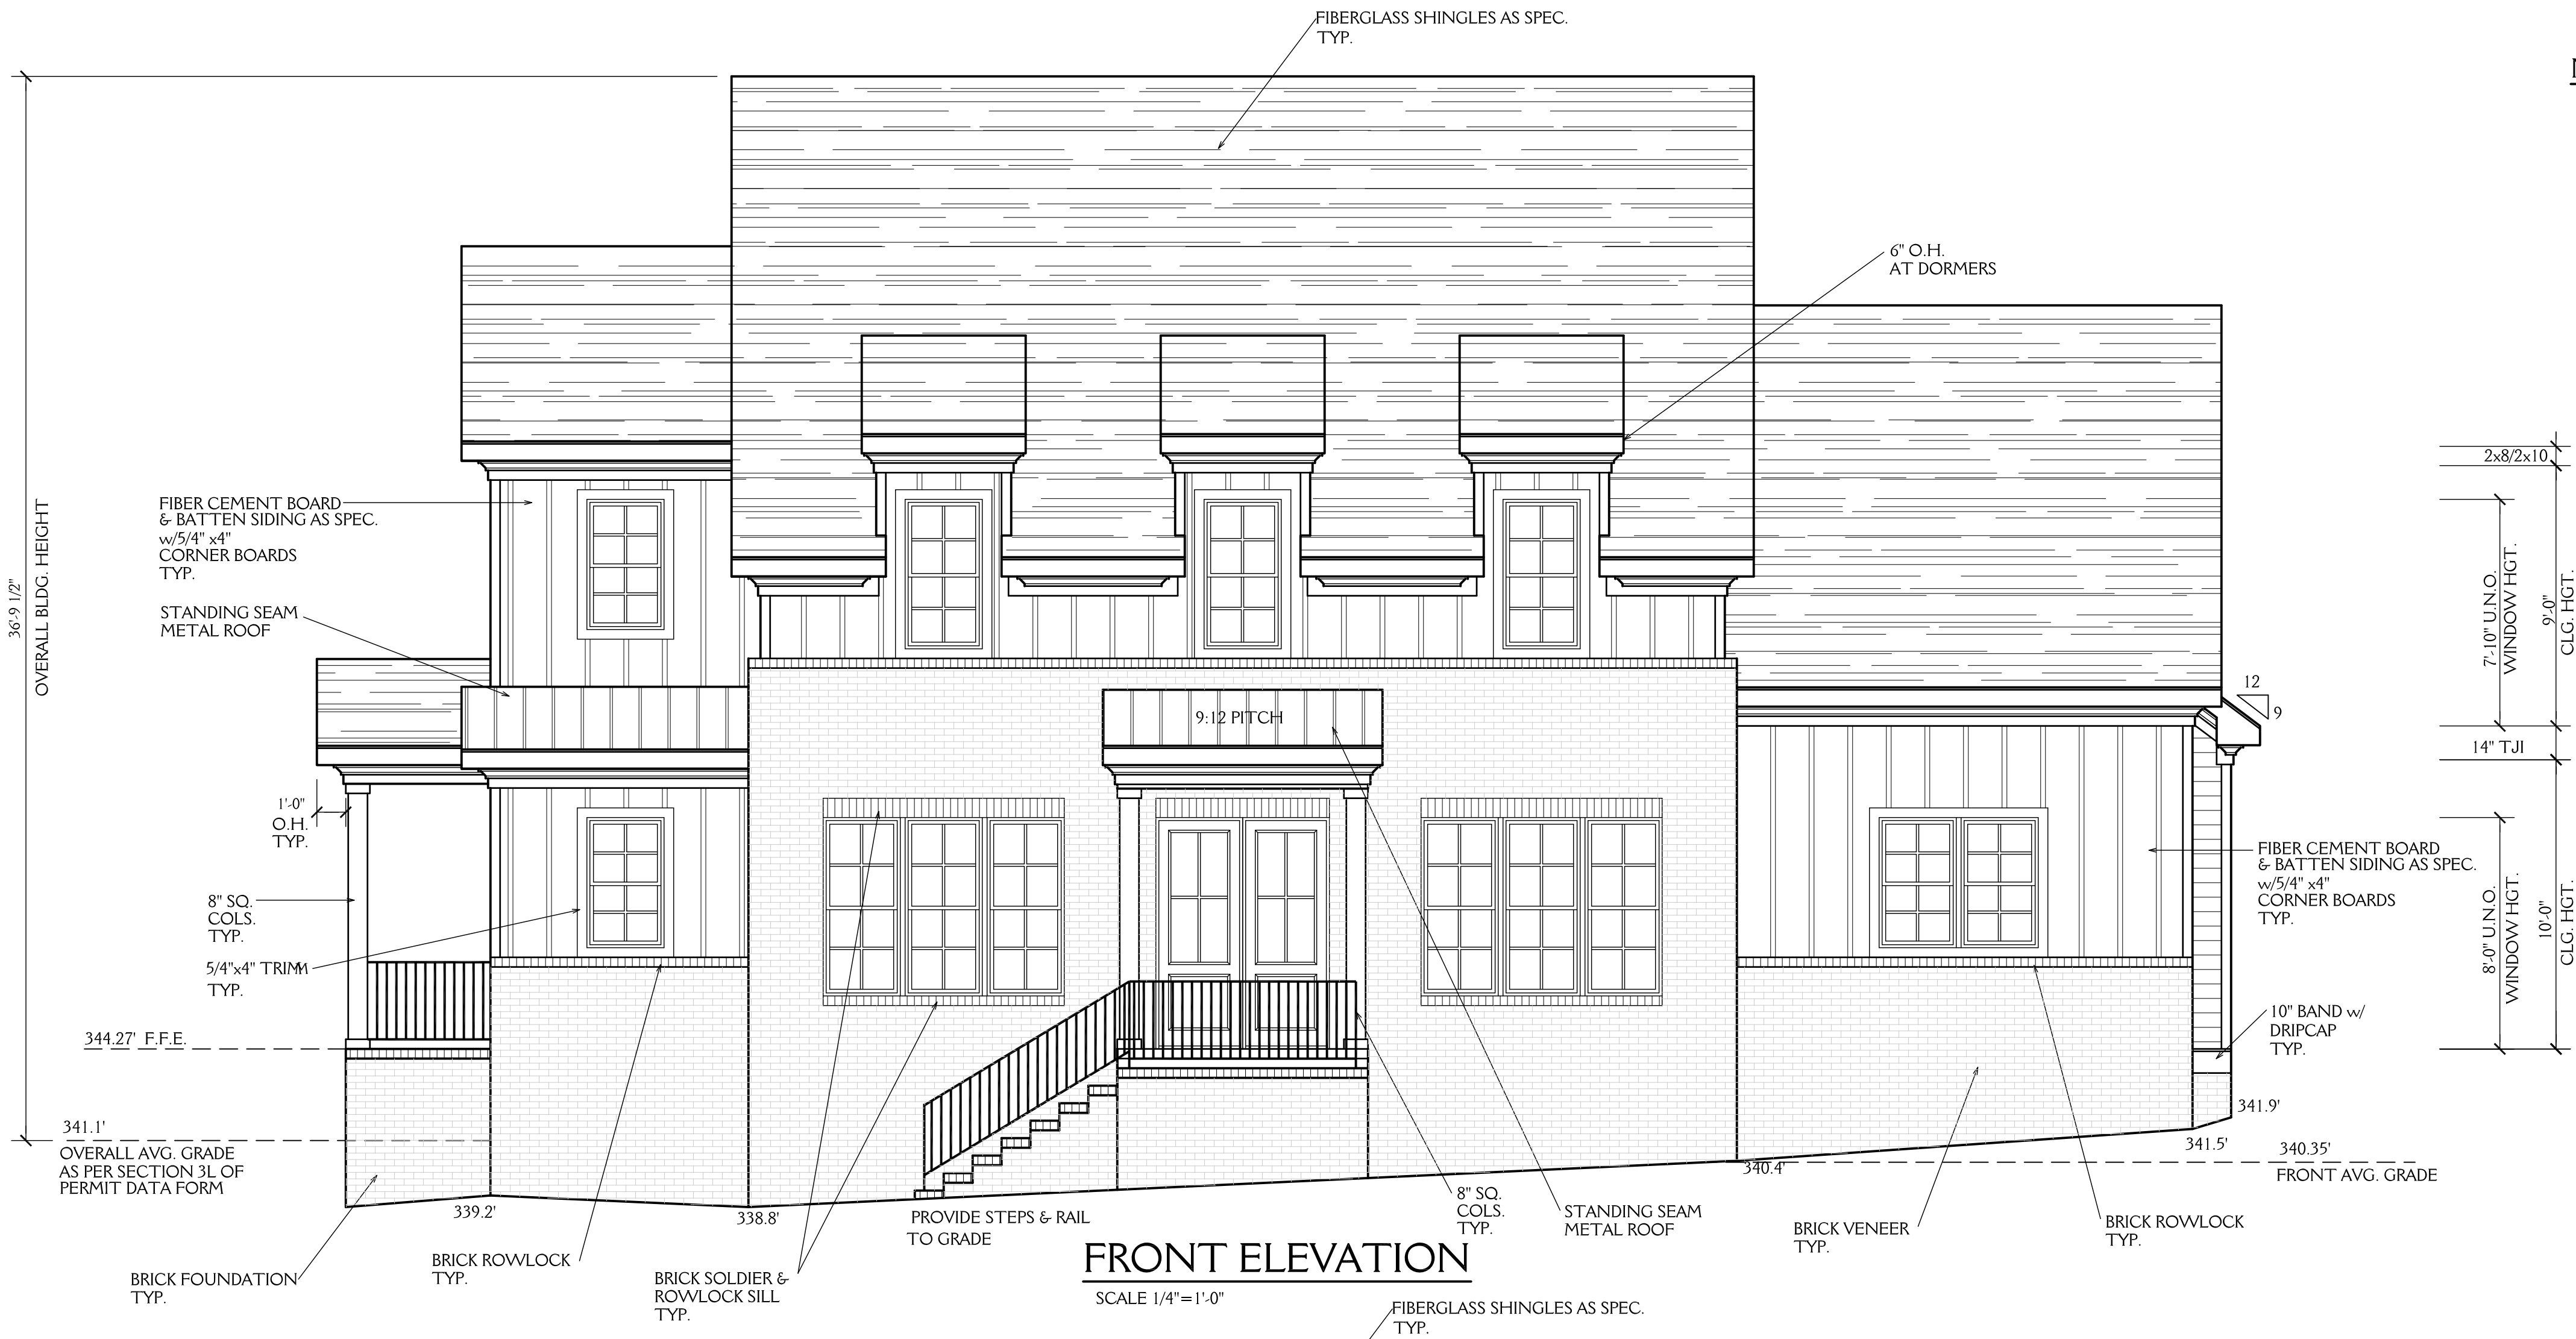 FIBERGLASS SHINGLES AS SPEC.
TYP.
6" O.H.
AT DORMERS
36'-9 1/2"
OVERALL BLDG. HEIGHT
FIBER CEMENT BOARD
& BATTEN SIDING AS SPEC.
w/5/4" x4"
CORNER BOARDS
TYP.
STANDING SEAM
METAL ROOF
1'-0"
O.H.
TYP.
8" SQ.
COLS.
TYP.
5/4"x4" TRIM
TYP.
344.27' F.F.E.
341.1'
OVERALL AVG. GRADE
AS PER SECTION 3L OF
PERMIT DATA FORM
BRICK FOUNDATION
TYP.
339.2'
BRICK ROWLOCK
TYP.
338.8'
BRICK SOLDIER &
ROWLOCK SILL
TYP.
PROVIDE STEPS & RAIL
TO GRADE
9:12 PITCH
8" SQ.
COLS.
TYP.
STANDING SEAM
METAL ROOF
340.4'
BRICK VENEER
TYP.
BRICK ROWLOCK
TYP.
341.5'
341.9'
340.35'
FRONT AVG. GRADE
10" BAND w/
DRIPCAP
TYP.
FIBER CEMENT BOARD
& BATTEN SIDING AS SPEC.
w/5/4" x4"
CORNER BOARDS
TYP.
12
9
2x8/2x10
7'-10" U.N.O.
WINDOW HGT.
9'-0"
CLG. HGT.
14" TJI
8'-0" U.N.O.
WINDOW HGT.
10'-0"
CLG. HGT.
FRONT ELEVATION
SCALE 1/4"=1'-0"
FIBERGLASS SHINGLES AS SPEC.
TYP.